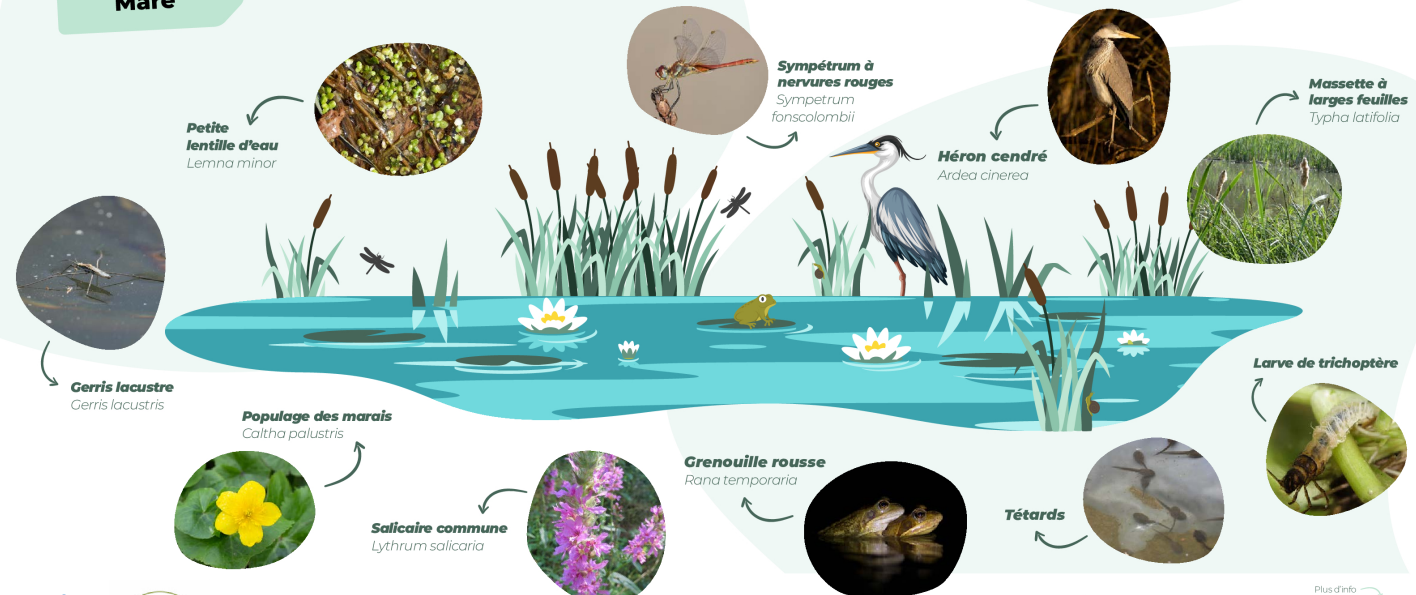 Mare
Sympétrum à
nervures rouges
Sympetrum
fonscolombii
Massette à
larges feuilles
Typha latifolia
Petite
lentille d'eau
Lemna minor
Héron cendré
Ardea cinerea
Gerris lacustre
Gerris lacustris
Larve de trichoptère
Populage des marais
Caltha palustris
Grenouille rousse
Rana temporaria
Tétards
Salicaire commune
Lythrum salicaria
Plus d'info